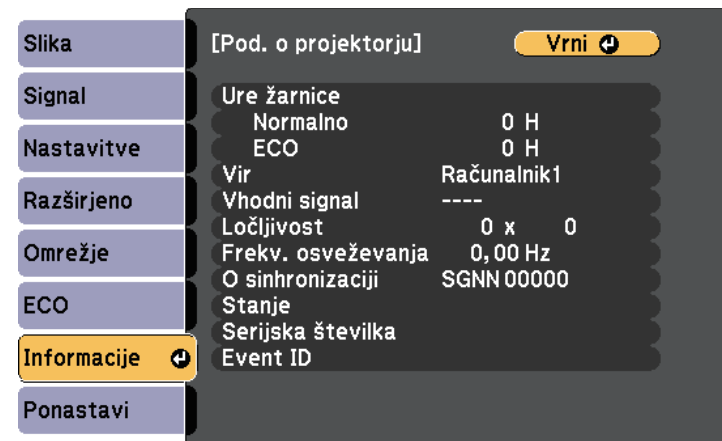 Slika
Signal
Nastavitve
Razširjeno
Omrežje
ECO
Informacije
Ponastavi
[Pod. o projektorju] Vrni
Ure žarnice
Normalno 0 H
ECO 0 H
Vir Računalnik1
Vhodni signal ----
Ločljivost 0 x 0
Frekv. osveževanja 0,00 Hz
O sinhronizaciji SGNN 00000
Stanje
Serijska številka
Event ID